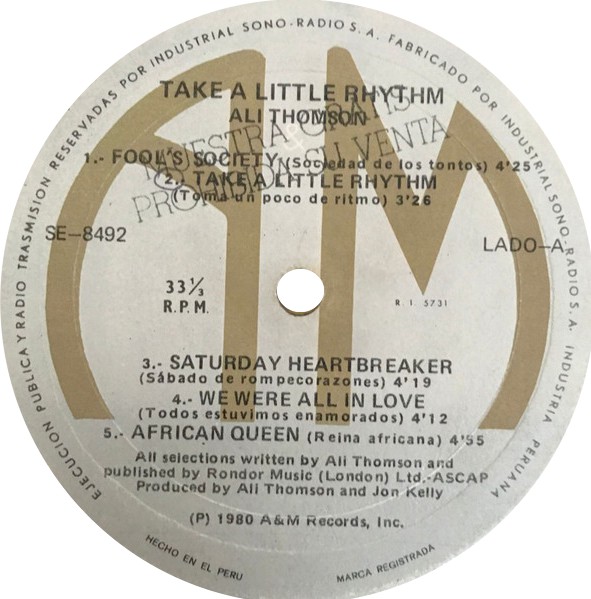 EJECUCION PUBLICA Y RADIO TRASMISION RESERVADAS POR INDUSTRIAL SONO-RADIO S. A. FABRICADO POR INDUSTRIAL SONO-RADIO S. A. INDUSTRIA PERUANA
TAKE A LITTLE RHYTHM
ALI THOMSON
MUESTRA GRATIS
PROHIBIDA SU VENTA
1.- FOOL'S SOCIETY (sociedad de los tontos) 4'25
2.- TAKE A LITTLE RHYTHM
(Toma un poco de ritmo) 3'26
SE-8492
LADO-A
33 1/3
R.P.M.
R. I. 5731
3.- SATURDAY HEARTBREAKER
(Sábado de rompecorazones) 4'19
4.- WE WERE ALL IN LOVE
(Todos estuvimos enamorados) 4'12
5.- AFRICAN QUEEN (Reina africana) 4'55
All selections written by Ali Thomson and
published by Rondor Music (London) Ltd.-ASCAP
Produced by Ali Thomson and Jon Kelly
(P) 1980 A&M Records, Inc.
HECHO EN EL PERU
MARCA REGISTRADA